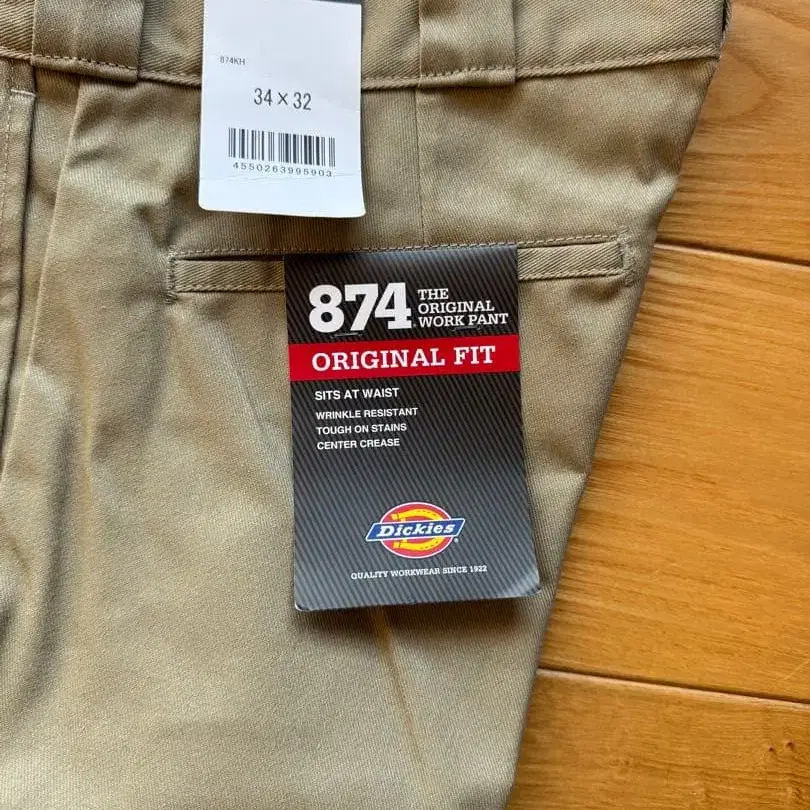 874KH
34×32
4550263995903
874® THE ORIGINAL WORK PANT
ORIGINAL FIT
SITS AT WAIST
WRINKLE RESISTANT
TOUGH ON STAINS
CENTER CREASE
Dickies®
QUALITY WORKWEAR SINCE 1922